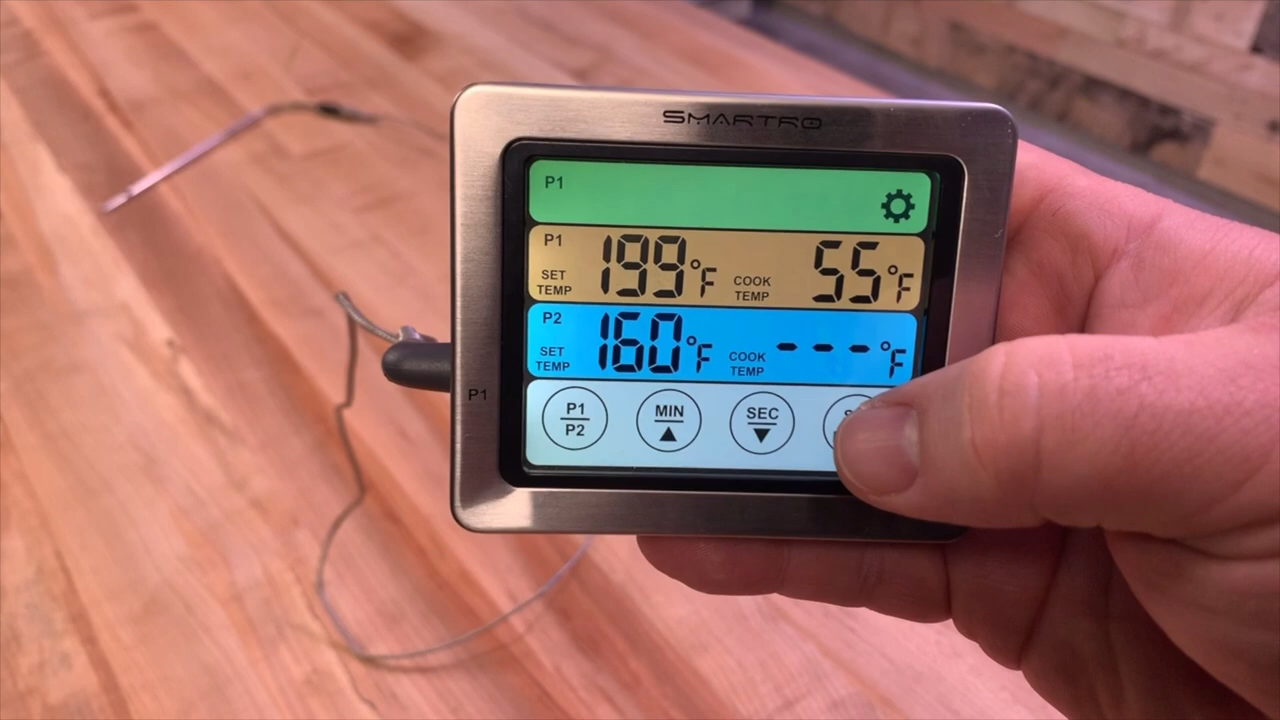 SMARTRO
P1
P1 SET TEMP 199°F COOK TEMP 55°F
P2 SET TEMP 160°F COOK TEMP ---°F
P1
P1 P2 MIN SEC